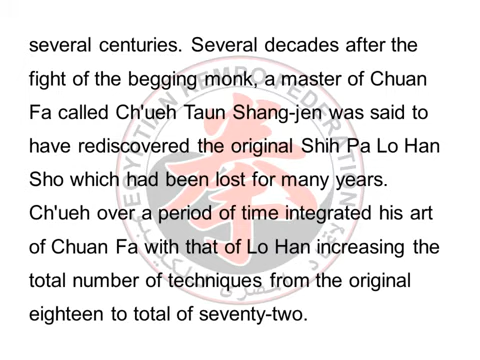 several centuries. Several decades after the
fight of the begging monk, a master of Chuan
Fa called Ch'ueh Taun Shang-jen was said to
have rediscovered the original Shih Pa Lo Han
Sho which had been lost for many years.
Ch'ueh over a period of time integrated his art
of Chuan Fa with that of Lo Han increasing the
total number of techniques from the original
eighteen to total of seventy-two.
EGYPTIAN KEMPO FEDERATION